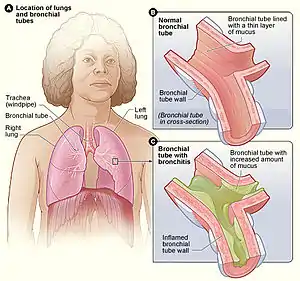 A Location of lungs
and bronchial
tubes
Trachea
(windpipe)
Bronchial tube
Right
lung
Left
lung
B Normal
bronchial
tube
Bronchial tube lined
with a thin layer
of mucus
Bronchial
tube wall
(Bronchial tube
in cross-section)
C Bronchial
tube with
bronchitis
Bronchial tube with
increased amount
of mucus
Inflamed
bronchial
tube wall